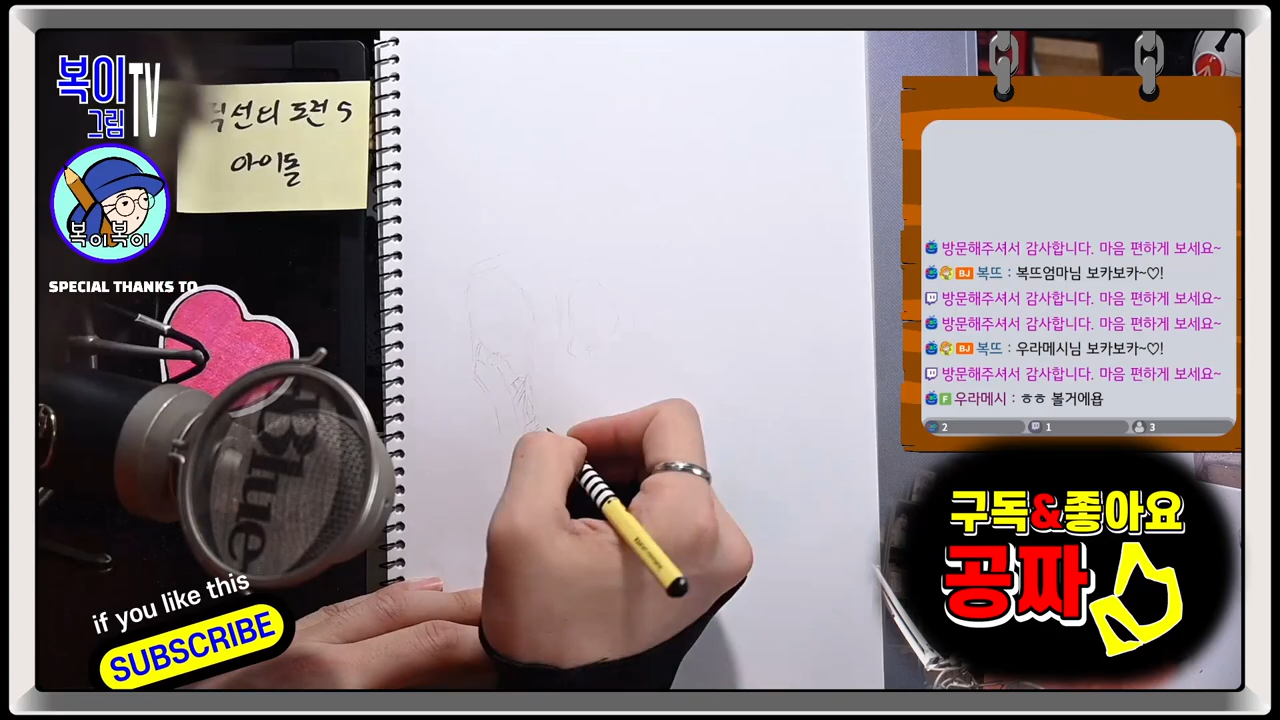 복이
그림
TV
직선티 도전 5
아이돌
복이복이
SPECIAL THANKS TO
Blue
if you like this
SUBSCRIBE
방문해주셔서 감사합니다. 마음 편하게 보세요~
BJ 복뜨 : 복뜨엄마님 보카보카~♡!
방문해주셔서 감사합니다. 마음 편하게 보세요~
방문해주셔서 감사합니다. 마음 편하게 보세요~
BJ 복뜨 : 우라메시님 보카보카~♡!
방문해주셔서 감사합니다. 마음 편하게 보세요~
F 우라메시 : ㅎㅎ 볼거에욥
2 1 3
구독&좋아요
공짜